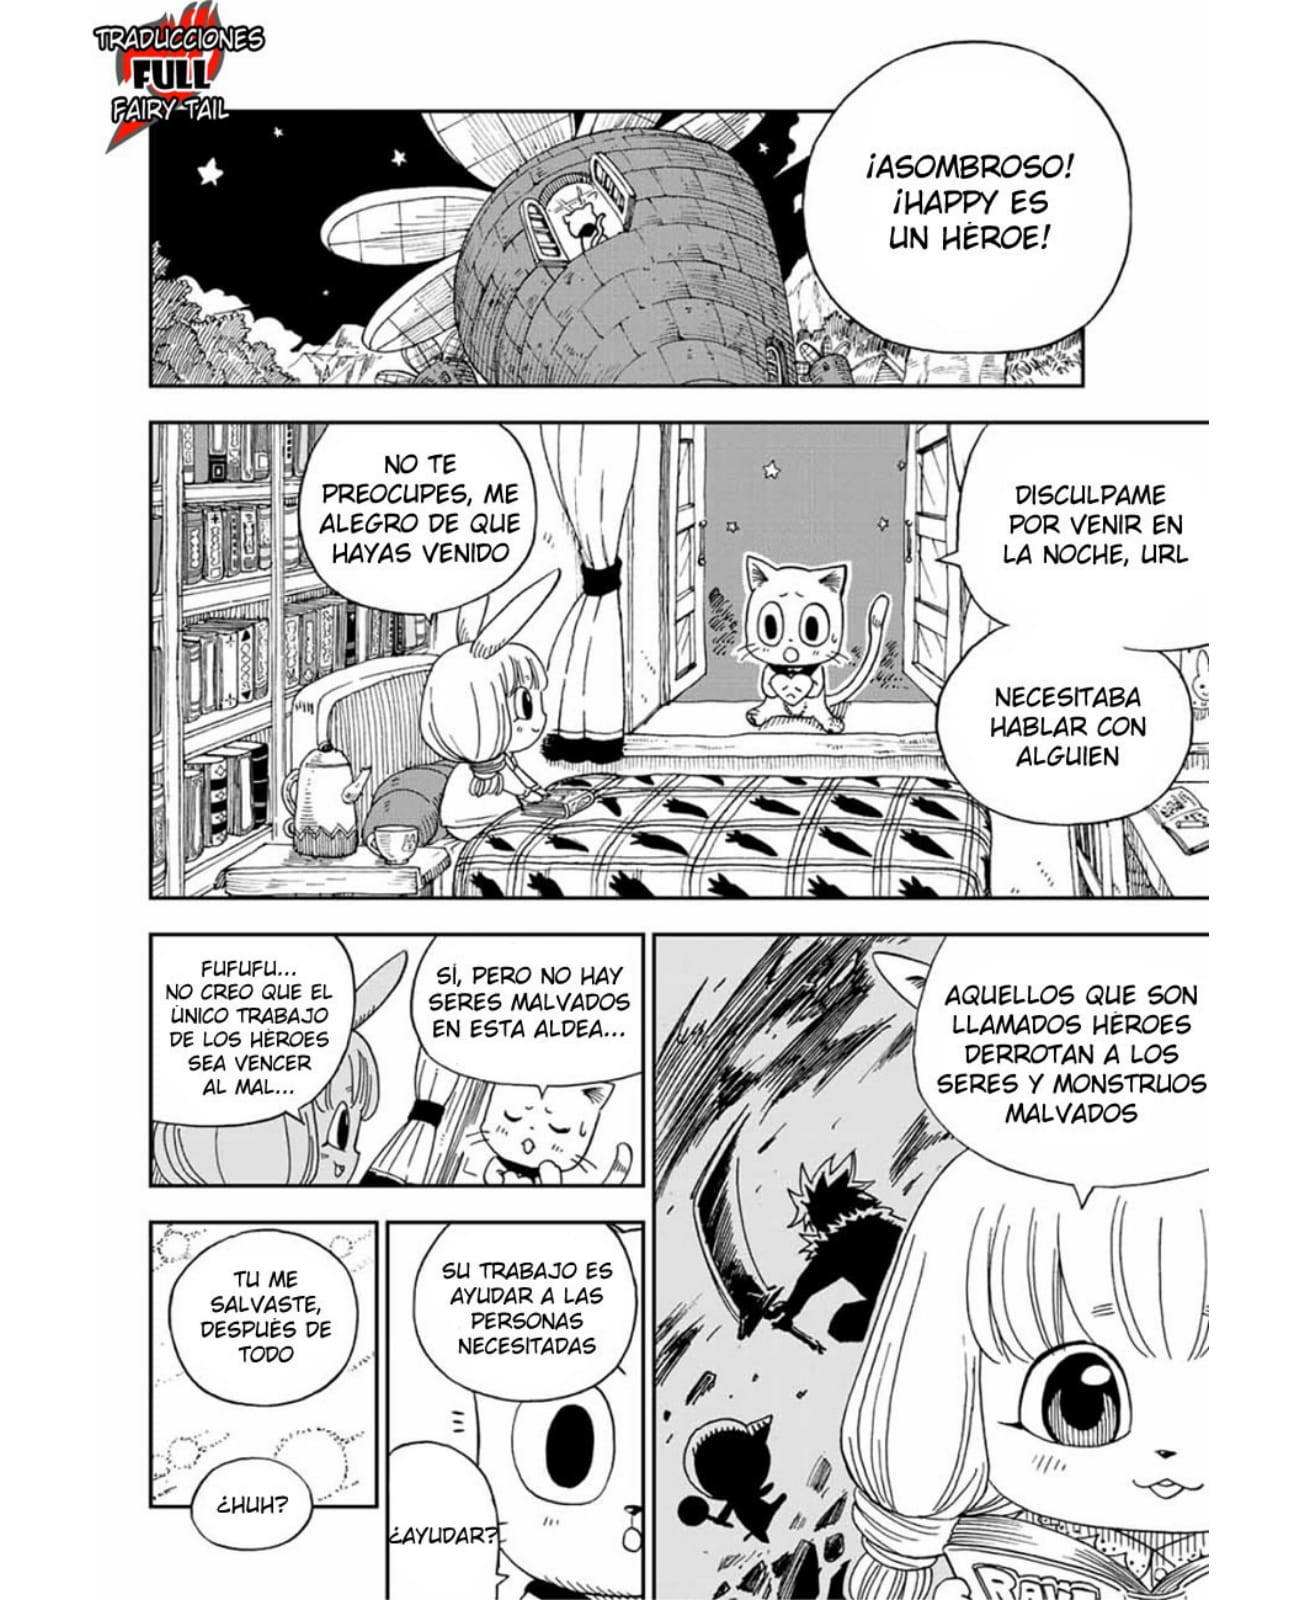 TRADUCCIONES
FULL
FAIRY TAIL
¡ASOMBROSO!
¡HAPPY ES
UN HÉROE!
DISCULPAME
POR VENIR EN
LA NOCHE, URL
NECESITABA
HABLAR CON
ALGUIEN
NO TE
PREOCUPES, ME
ALEGRO DE QUE
HAYAS VENIDO
AQUELLOS QUE SON
LLAMADOS HÉROES
DERROTAN A LOS
SERES Y MONSTRUOS
MALVADOS
SÍ, PERO NO HAY
SERES MALVADOS
EN ESTA ALDEA...
FUFUFU...
NO CREO QUE EL
ÚNICO TRABAJO
DE LOS HÉROES
SEA VENCER
AL MAL...
SU TRABAJO ES
AYUDAR A LAS
PERSONAS
NECESITADAS
¿AYUDAR?
TU ME
SALVASTE,
DESPUÉS DE
TODO
¿HUH?
RAVE